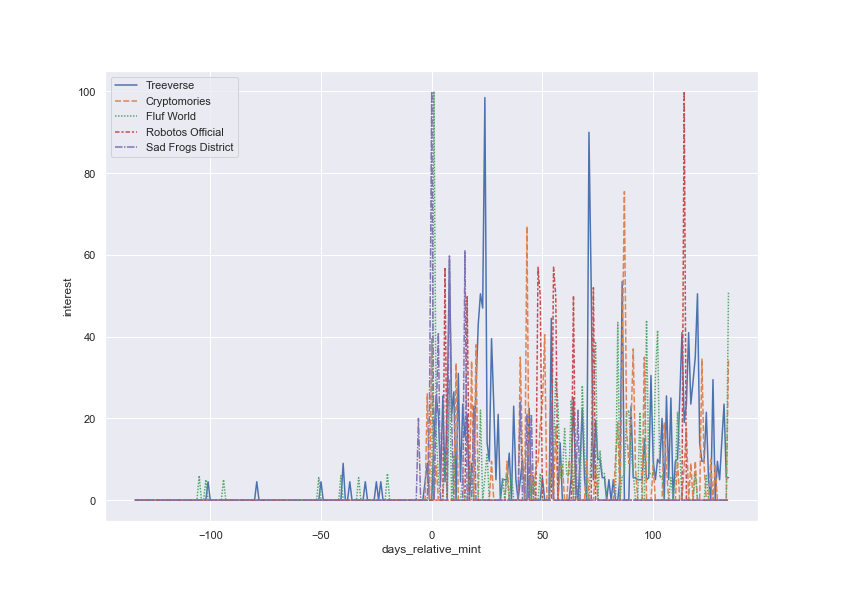 Treeverse
Cryptomories
Fluf World
Robotos Official
Sad Frogs District
100
80
60
40
20
0
interest
−100
−50
0
50
100
days_relative_mint